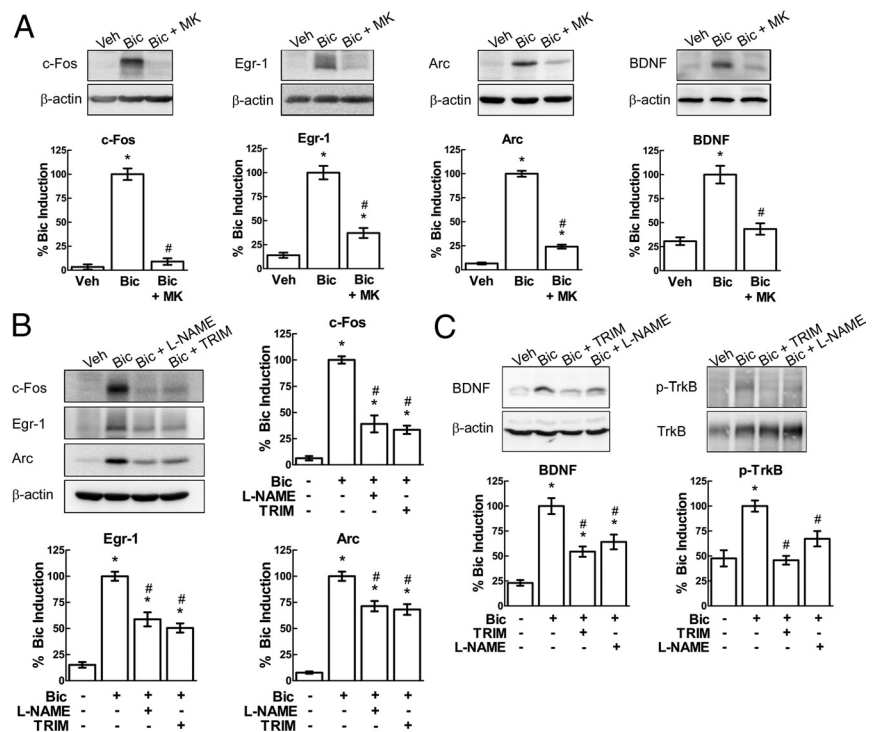 A
Veh Bic Bic + MK
c-Fos
β-actin
Veh Bic Bic + MK
Egr-1
β-actin
Veh Bic Bic + MK
Arc
β-actin
Veh Bic Bic + MK
BDNF
β-actin
c-Fos
% Bic Induction
125
100
75
50
25
0
*
#
Veh Bic Bic + MK
Egr-1
% Bic Induction
125
100
75
50
25
0
*
#
*
Veh Bic Bic + MK
Arc
% Bic Induction
125
100
75
50
25
0
*
#
*
Veh Bic Bic + MK
BDNF
% Bic Induction
125
100
75
50
25
0
*
#
Veh Bic Bic + MK
B
Veh Bic Bic + L-NAME Bic + TRIM
c-Fos
Egr-1
Arc
β-actin
c-Fos
% Bic Induction
125
100
75
50
25
0
*
# #
* *
Bic - + + +
L-NAME - - + -
TRIM - - - +
Egr-1
% Bic Induction
125
100
75
50
25
0
*
# #
* *
Bic - + + +
L-NAME - - + -
TRIM - - - +
Arc
% Bic Induction
125
100
75
50
25
0
*
# #
* *
Bic - + + +
L-NAME - - + -
TRIM - - - +
C
Veh Bic Bic + TRIM Bic + L-NAME
BDNF
β-actin
Veh Bic Bic + TRIM Bic + L-NAME
p-TrkB
TrkB
BDNF
% Bic Induction
125
100
75
50
25
0
*
# #
* *
Bic - + + +
TRIM - - + -
L-NAME - - - +
p-TrkB
% Bic Induction
125
100
75
50
25
0
*
# #
Bic - + + +
TRIM - - + -
L-NAME - - - +